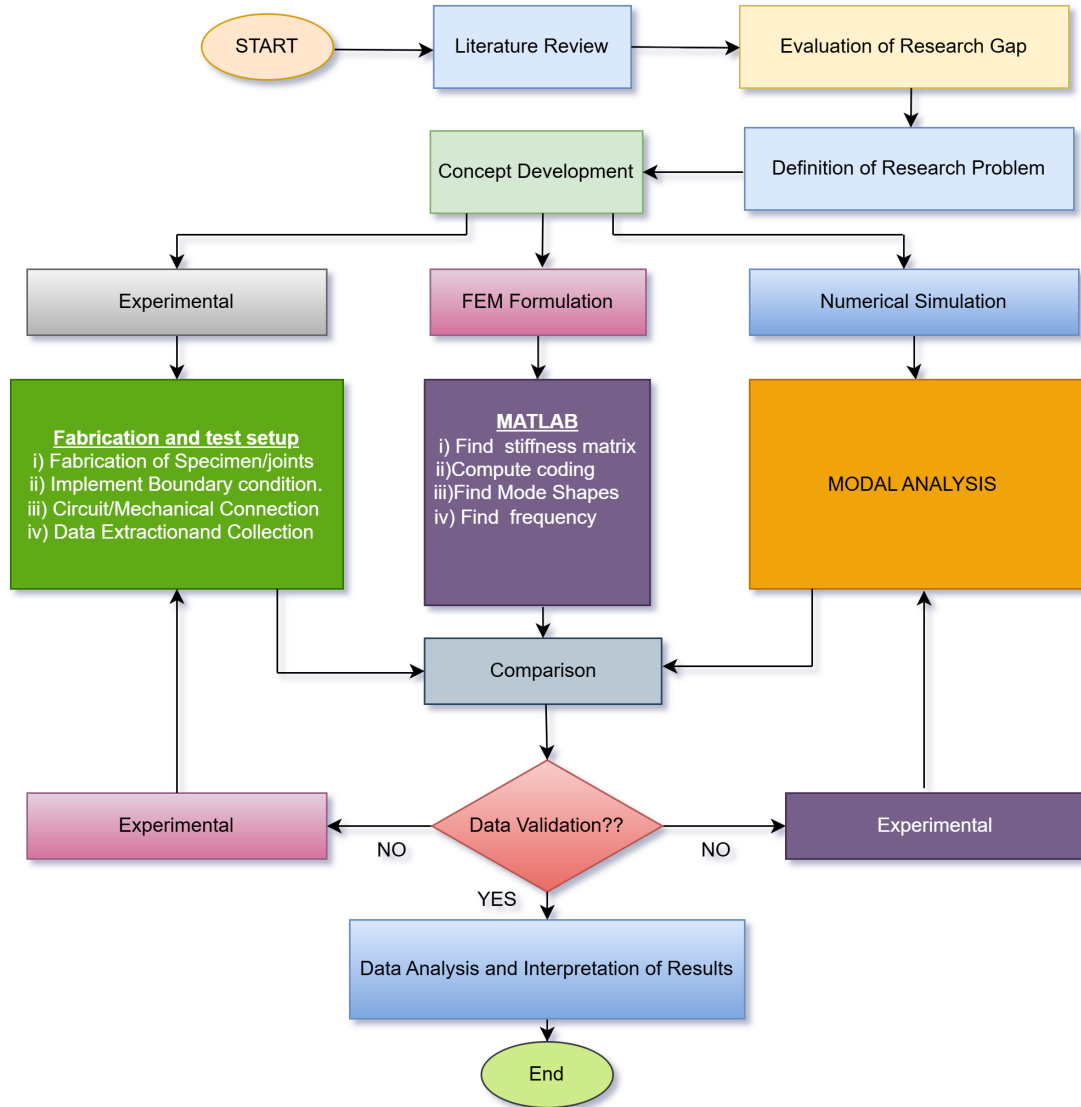 START
Literature Review
Evaluation of Research Gap
Definition of Research Problem
Concept Development
Experimental
FEM Formulation
Numerical Simulation
Fabrication and test setup
i) Fabrication of Specimen/joints
ii) Implement Boundary condition.
iii) Circuit/Mechanical Connection
iv) Data Extractionand Collection
MATLAB
i) Find stiffness matrix
ii)Compute coding
iii)Find Mode Shapes
iv) Find frequency
MODAL ANALYSIS
Comparison
Experimental
Data Validation??
Experimental
NO
NO
YES
Data Analysis and Interpretation of Results
End